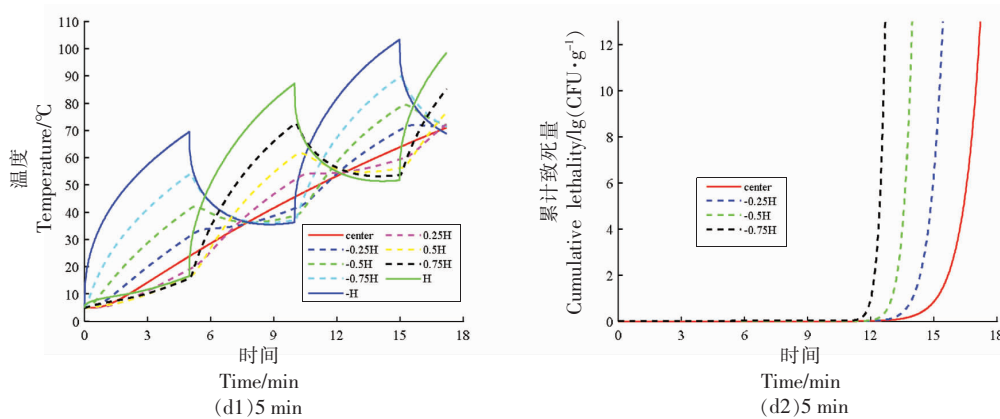 110
100
90
80
70
60
50
40
30
20
10
0
温度
Temperature/℃
center
0.25H
-0.25H
0.5H
-0.5H
0.75H
-0.75H
H
-H
0
3
6
9
12
15
18
时间
Time/min
(d1)5 min
12
10
8
6
4
2
0
累计致死量
Cumulative lethality/lg(CFU·g⁻¹)
center
-0.25H
-0.5H
-0.75H
0
3
6
9
12
15
18
时间
Time/min
(d2)5 min